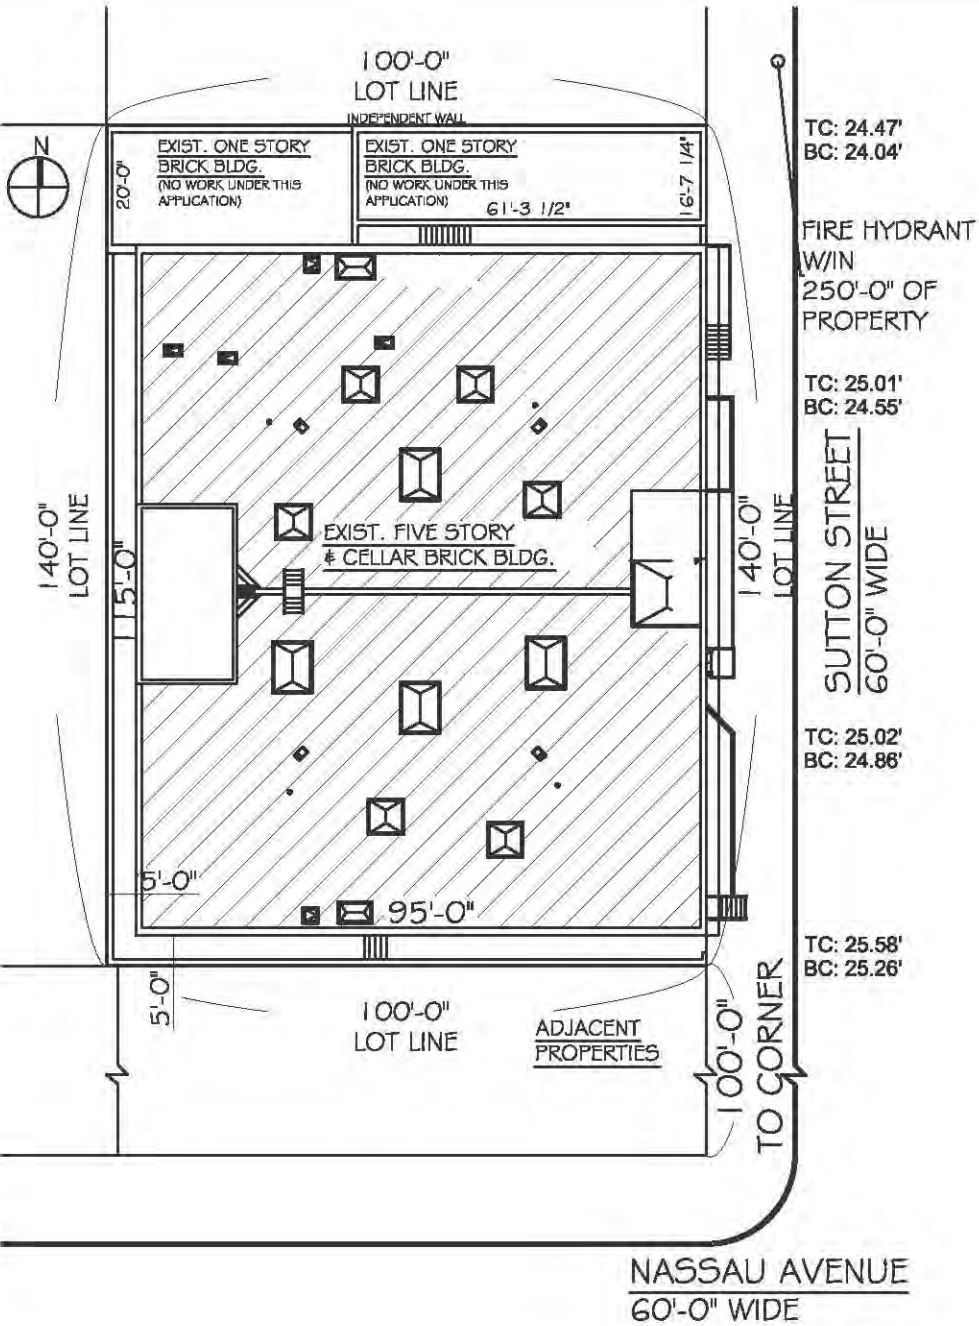 100'-0"
LOT LINE
INDEPENDENT WALL
N
EXIST. ONE STORY
BRICK BLDG.
(NO WORK UNDER THIS
APPLICATION)
20'-0"
EXIST. ONE STORY
BRICK BLDG.
(NO WORK UNDER THIS
APPLICATION)
61'-3 1/2"
16'-7 1/4"
TC: 24.47'
BC: 24.04'
FIRE HYDRANT
W/IN
250'-0" OF
PROPERTY
TC: 25.01'
BC: 24.55'
140'-0"
LOT LINE
115'-0"
EXIST. FIVE STORY
& CELLAR BRICK BLDG.
140'-0"
LOT LINE
SUTTON STREET
60'-0" WIDE
TC: 25.02'
BC: 24.86'
5'-0"
95'-0"
TC: 25.58'
BC: 25.26'
5'-0"
100'-0"
LOT LINE
ADJACENT
PROPERTIES
100'-0"
TO CORNER
NASSAU AVENUE
60'-0" WIDE